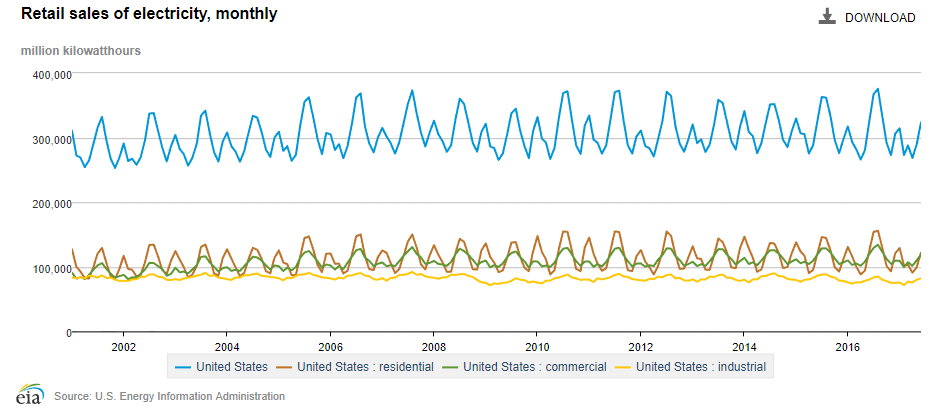 Retail sales of electricity, monthly
DOWNLOAD
million kilowatthours
400,000
300,000
200,000
100,000
0
2002 2004 2006 2008 2010 2012 2014 2016
United States United States : residential United States : commercial United States : industrial
eia Source: U.S. Energy Information Administration